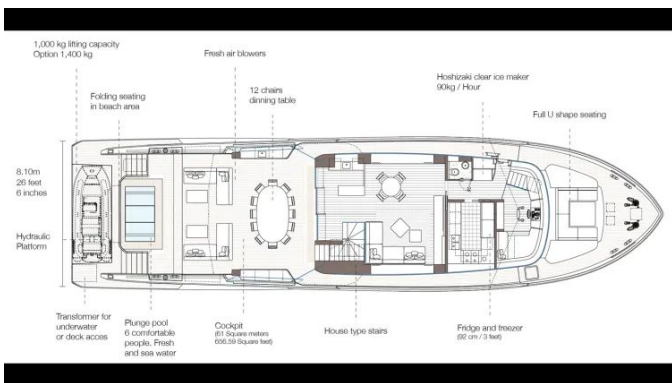 1,000 kg lifting capacity
Option 1,400 kg
Fresh air blowers
Hoshizaki clear ice maker
90kg / Hour
Folding seating
in beach area
12 chairs
dinning table
Full U shape seating
8.10m
26 feet
6 inches
Hydraulic
Platform
Transformer for
underwater
or deck acces
Plunge pool
6 comfortable
people. Fresh
and sea water
Cockpit
(61 Square meters
656.59 Square feet)
House type stairs
Fridge and freezer
(92 cm / 3 feet)